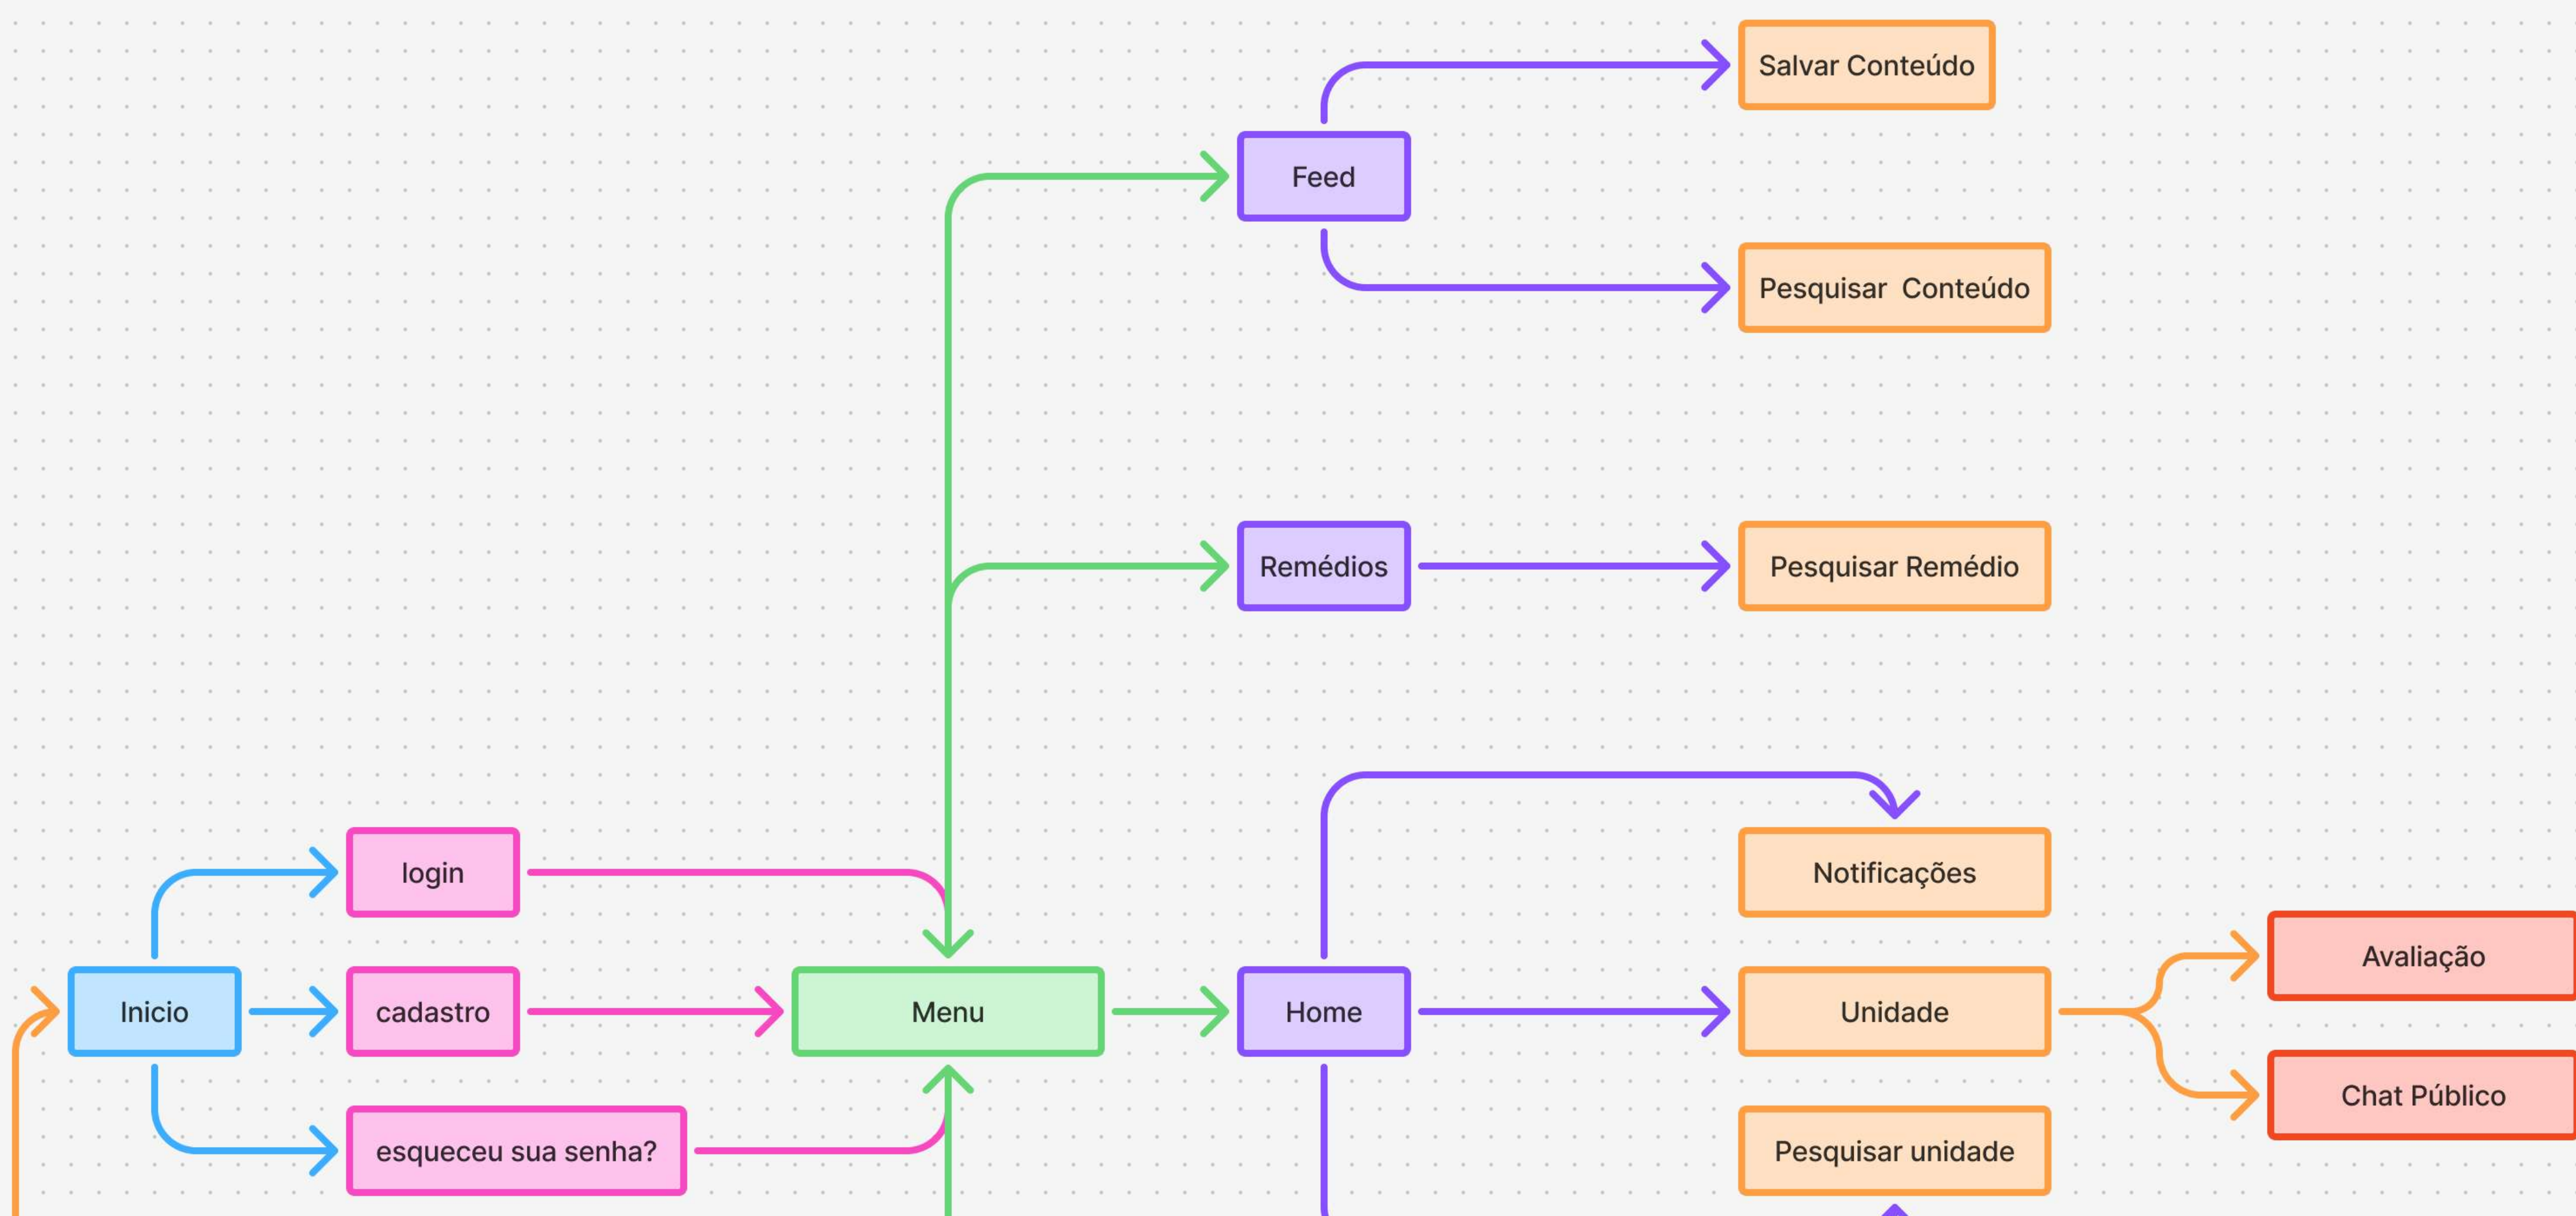 Salvar Conteúdo
Feed
Pesquisar  Conteúdo
Remédios
Pesquisar Remédio
login
Notificações
Avaliação
Inicio
cadastro
Menu
Home
Unidade
Chat Público
esqueceu sua senha?
Pesquisar unidade